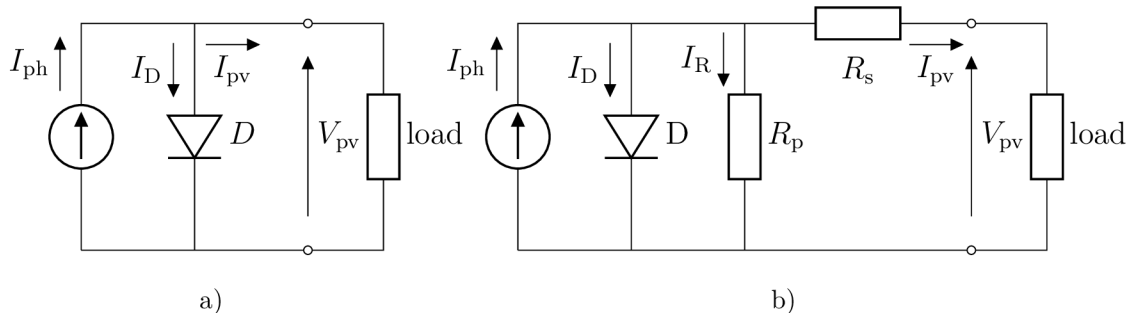 I_ph
I_D
I_pv
D
V_pv
load
a)
I_ph
I_D
D
I_R
R_p
R_s
I_pv
V_pv
load
b)